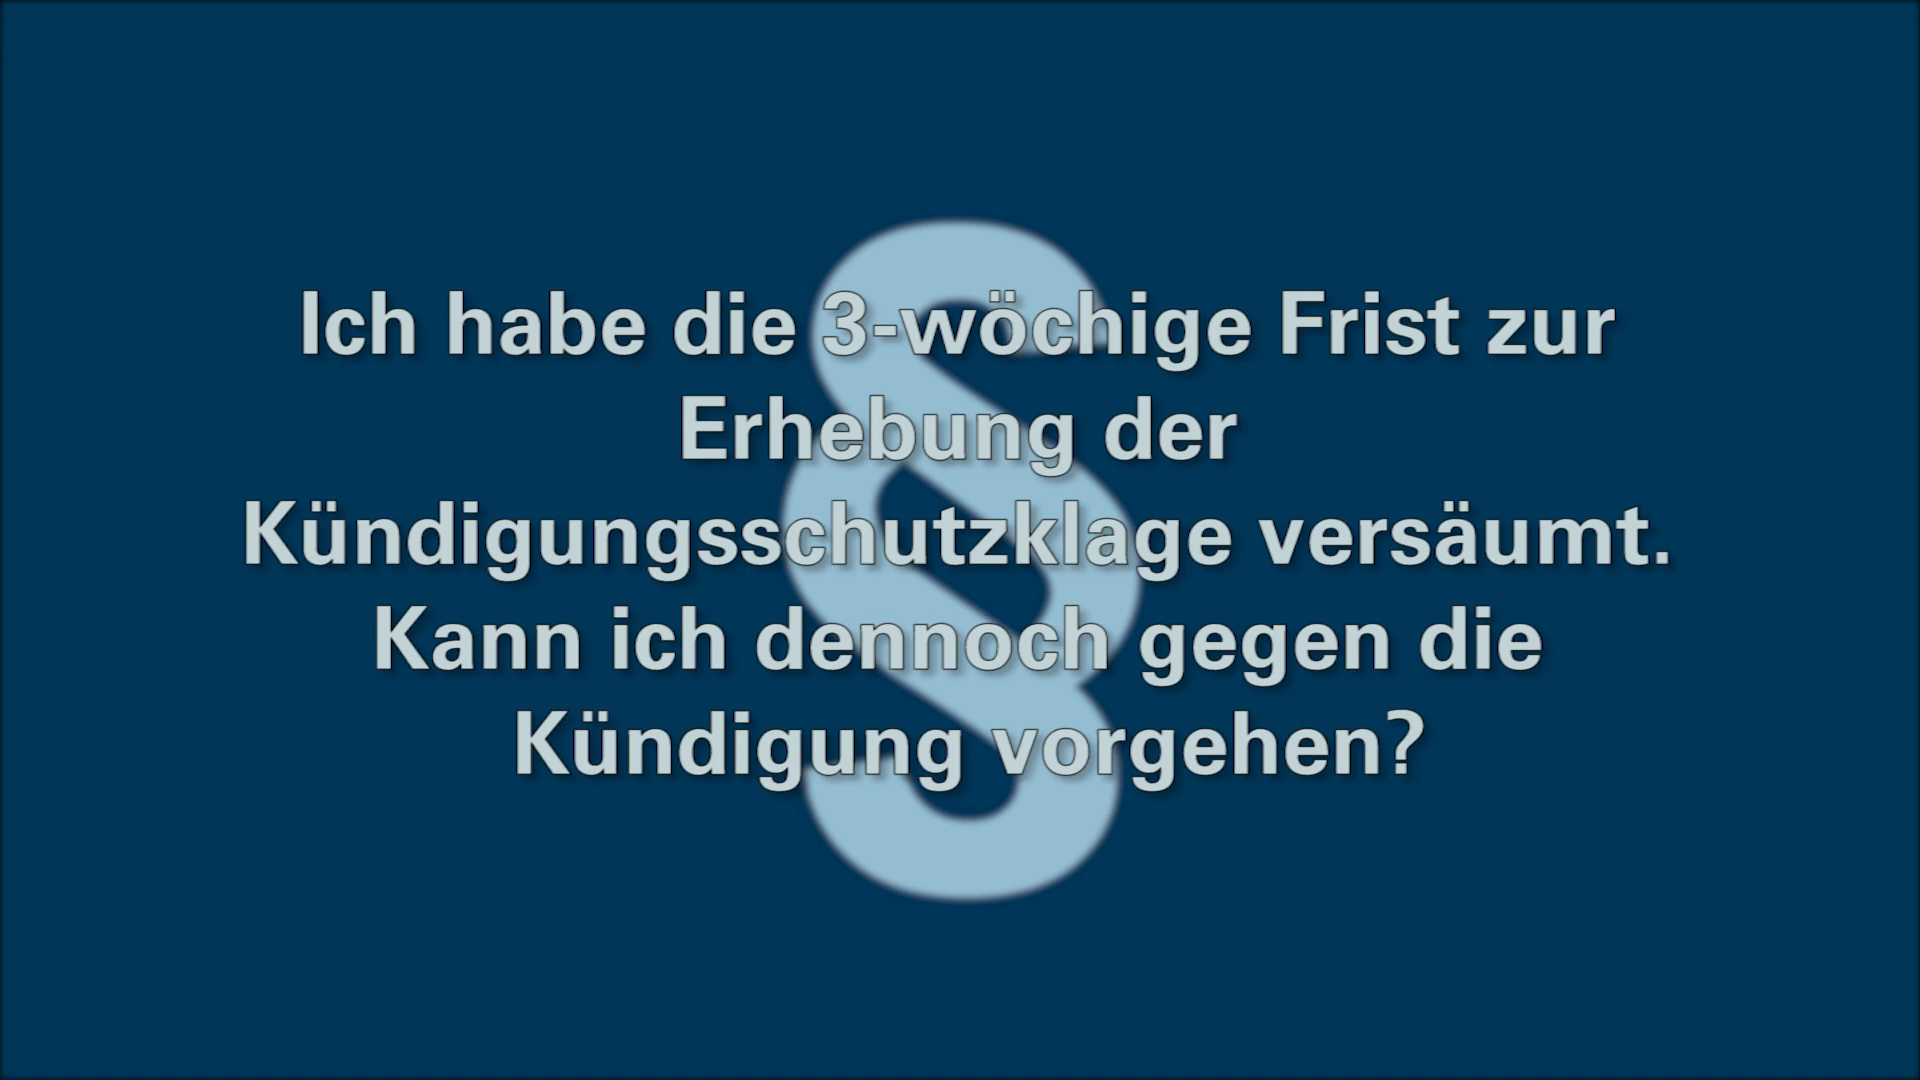 Ich habe die 3-wöchige Frist zur
Erhebung der
Kündigungsschutzklage versäumt.
Kann ich dennoch gegen die
Kündigung vorgehen?
§